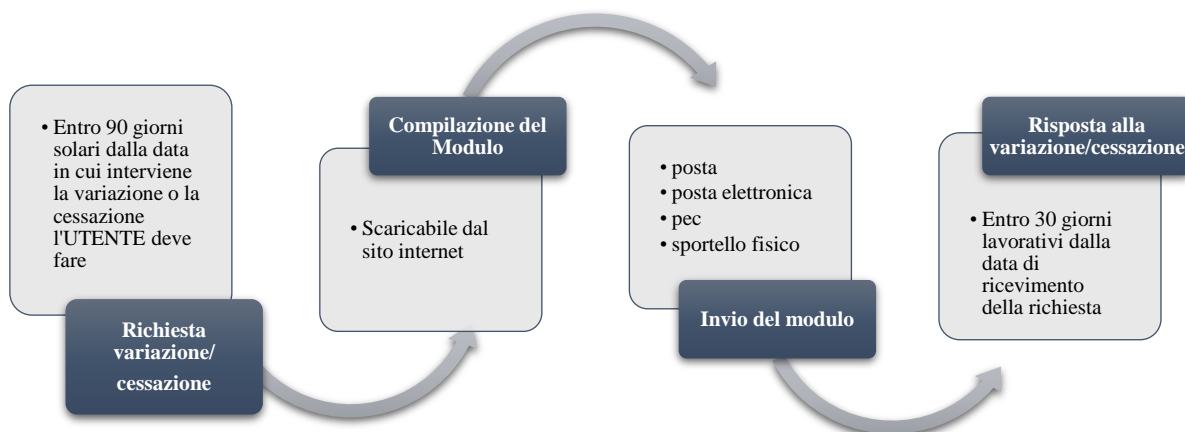 • Entro 90 giorni
solari dalla data
in cui interviene
la variazione o la
cessazione
l'UTENTE deve
fare
Richiesta
variazione/
cessazione
Compilazione del
Modulo
• Scaricabile dal
sito internet
• posta
• posta elettronica
• pec
• sportello fisico
Invio del modulo
Risposta alla
variazione/cessazione
• Entro 30 giorni
lavorativi dalla
data di
ricevimento
della richiesta